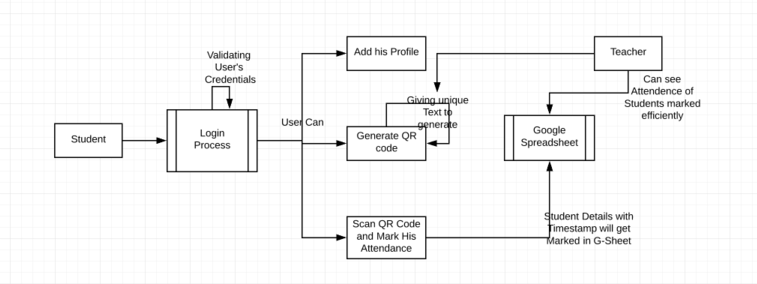 Validating
User's
Credentials
Add his Profile
Teacher
Giving unique
Text to
generate
Can see
Attendence of
Students marked
efficiently
Student
Login
Process
User Can
Generate QR
code
Google
Spreadsheet
Scan QR Code
and Mark His
Attendance
Student Details with
Timestamp will get
Marked in G-Sheet